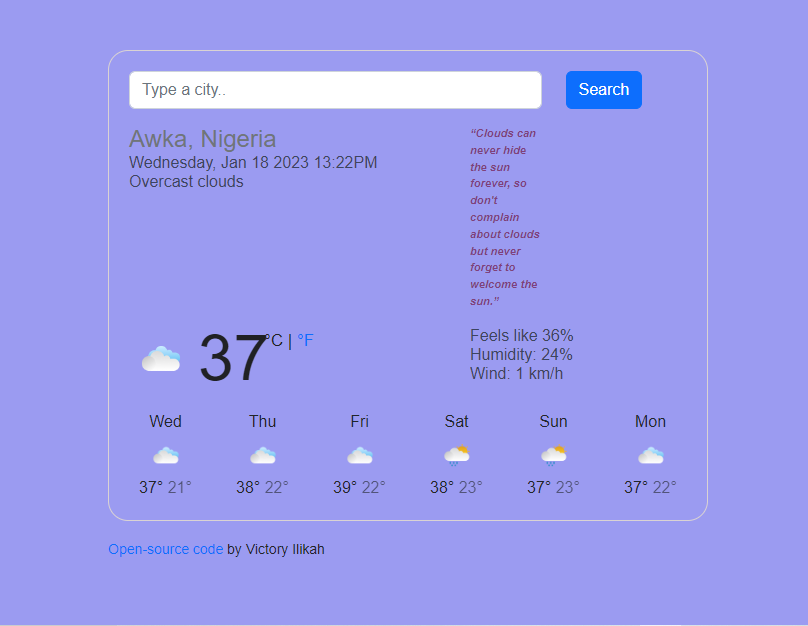 Type a city..
Search
Awka, Nigeria
Wednesday, Jan 18 2023 13:22PM
Overcast clouds
“Clouds can
never hide
the sun
forever, so
don't
complain
about clouds
but never
forget to
welcome the
sun.”
37°C | °F
Feels like 36%
Humidity: 24%
Wind: 1 km/h
Wed Thu Fri Sat Sun Mon
37° 21° 38° 22° 39° 22° 38° 23° 37° 23° 37° 22°
Open-source code by Victory Ilikah